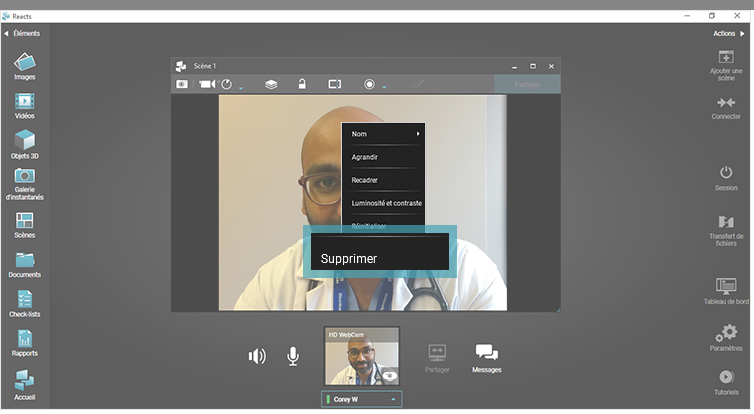 Reacts
Éléments
Actions
Images
Vidéos
Objets 3D
Galerie
d'instantanés
Scènes
Documents
Check-lists
Rapports
Accueil
Scène 1
Partagé
Nom
Agrandir
Recadrer
Luminosité et contraste
Réinitialiser
Supprimer
HD WebCam
Corey W
Partager
Messages
Ajouter une
scène
Connecter
Session
Transfert de
fichiers
Tableau de bord
Paramètres
Tutoriels